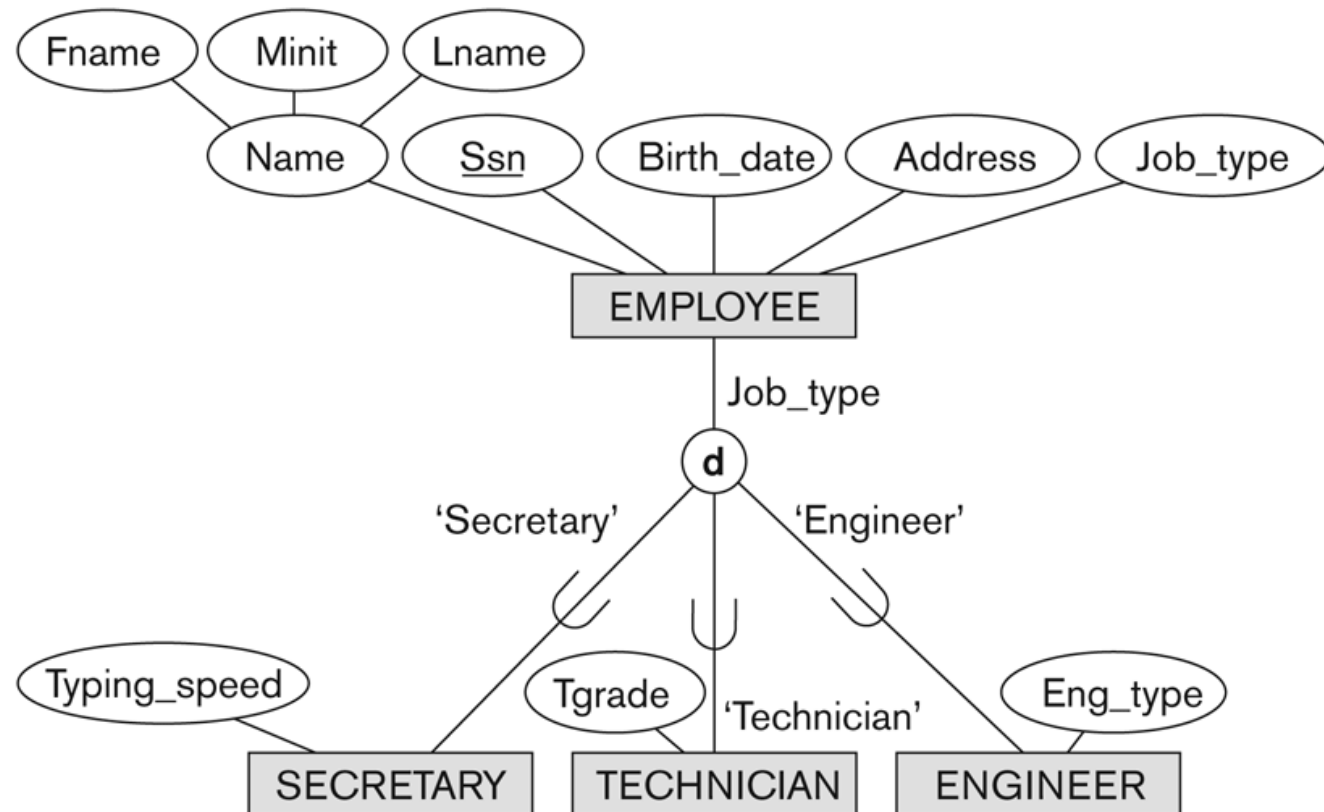 Fname Minit Lname
Name Ssn Birth_date Address Job_type
EMPLOYEE
Job_type
d
‘Secretary’ ‘Engineer’
Typing_speed Tgrade Eng_type
‘Technician’
SECRETARY TECHNICIAN ENGINEER